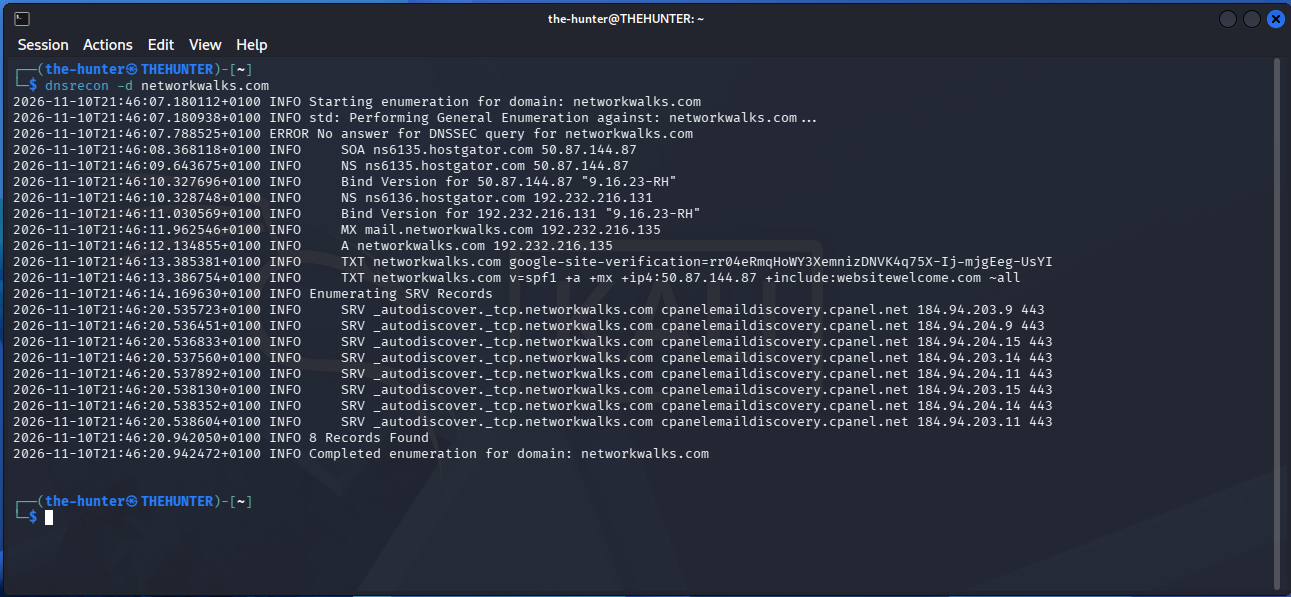 the-hunter@THEHUNTER: ~
Session Actions Edit View Help
┌──(the-hunter㉿THEHUNTER)-[~]
└─$ dnsrecon -d networkwalks.com
2026-11-10T21:46:07.180112+0100 INFO Starting enumeration for domain: networkwalks.com
2026-11-10T21:46:07.180938+0100 INFO std: Performing General Enumeration against: networkwalks.com...
2026-11-10T21:46:07.788525+0100 ERROR No answer for DNSSEC query for networkwalks.com
2026-11-10T21:46:08.368118+0100 INFO     SOA ns6135.hostgator.com 50.87.144.87
2026-11-10T21:46:09.643675+0100 INFO     NS ns6135.hostgator.com 50.87.144.87
2026-11-10T21:46:10.327696+0100 INFO     Bind Version for 50.87.144.87 "9.16.23-RH"
2026-11-10T21:46:10.328748+0100 INFO     NS ns6136.hostgator.com 192.232.216.131
2026-11-10T21:46:11.030569+0100 INFO     Bind Version for 192.232.216.131 "9.16.23-RH"
2026-11-10T21:46:11.962546+0100 INFO     MX mail.networkwalks.com 192.232.216.135
2026-11-10T21:46:12.134855+0100 INFO     A networkwalks.com 192.232.216.135
2026-11-10T21:46:13.385381+0100 INFO     TXT networkwalks.com google-site-verification=rr04eRmqHoWY3XemnizDNVK4q75X-Ij-mjgEeg-UsYI
2026-11-10T21:46:13.386754+0100 INFO     TXT networkwalks.com v=spf1 +a +mx +ip4:50.87.144.87 +include:websitewelcome.com ~all
2026-11-10T21:46:14.169630+0100 INFO Enumerating SRV Records
2026-11-10T21:46:20.535723+0100 INFO     SRV _autodiscover._tcp.networkwalks.com cpanelemaildiscovery.cpanel.net 184.94.203.9 443
2026-11-10T21:46:20.536451+0100 INFO     SRV _autodiscover._tcp.networkwalks.com cpanelemaildiscovery.cpanel.net 184.94.204.9 443
2026-11-10T21:46:20.536833+0100 INFO     SRV _autodiscover._tcp.networkwalks.com cpanelemaildiscovery.cpanel.net 184.94.204.15 443
2026-11-10T21:46:20.537560+0100 INFO     SRV _autodiscover._tcp.networkwalks.com cpanelemaildiscovery.cpanel.net 184.94.203.14 443
2026-11-10T21:46:20.537892+0100 INFO     SRV _autodiscover._tcp.networkwalks.com cpanelemaildiscovery.cpanel.net 184.94.204.11 443
2026-11-10T21:46:20.538130+0100 INFO     SRV _autodiscover._tcp.networkwalks.com cpanelemaildiscovery.cpanel.net 184.94.203.15 443
2026-11-10T21:46:20.538352+0100 INFO     SRV _autodiscover._tcp.networkwalks.com cpanelemaildiscovery.cpanel.net 184.94.204.14 443
2026-11-10T21:46:20.538604+0100 INFO     SRV _autodiscover._tcp.networkwalks.com cpanelemaildiscovery.cpanel.net 184.94.203.11 443
2026-11-10T21:46:20.942050+0100 INFO 8 Records Found
2026-11-10T21:46:20.942472+0100 INFO Completed enumeration for domain: networkwalks.com
┌──(the-hunter㉿THEHUNTER)-[~]
└─$